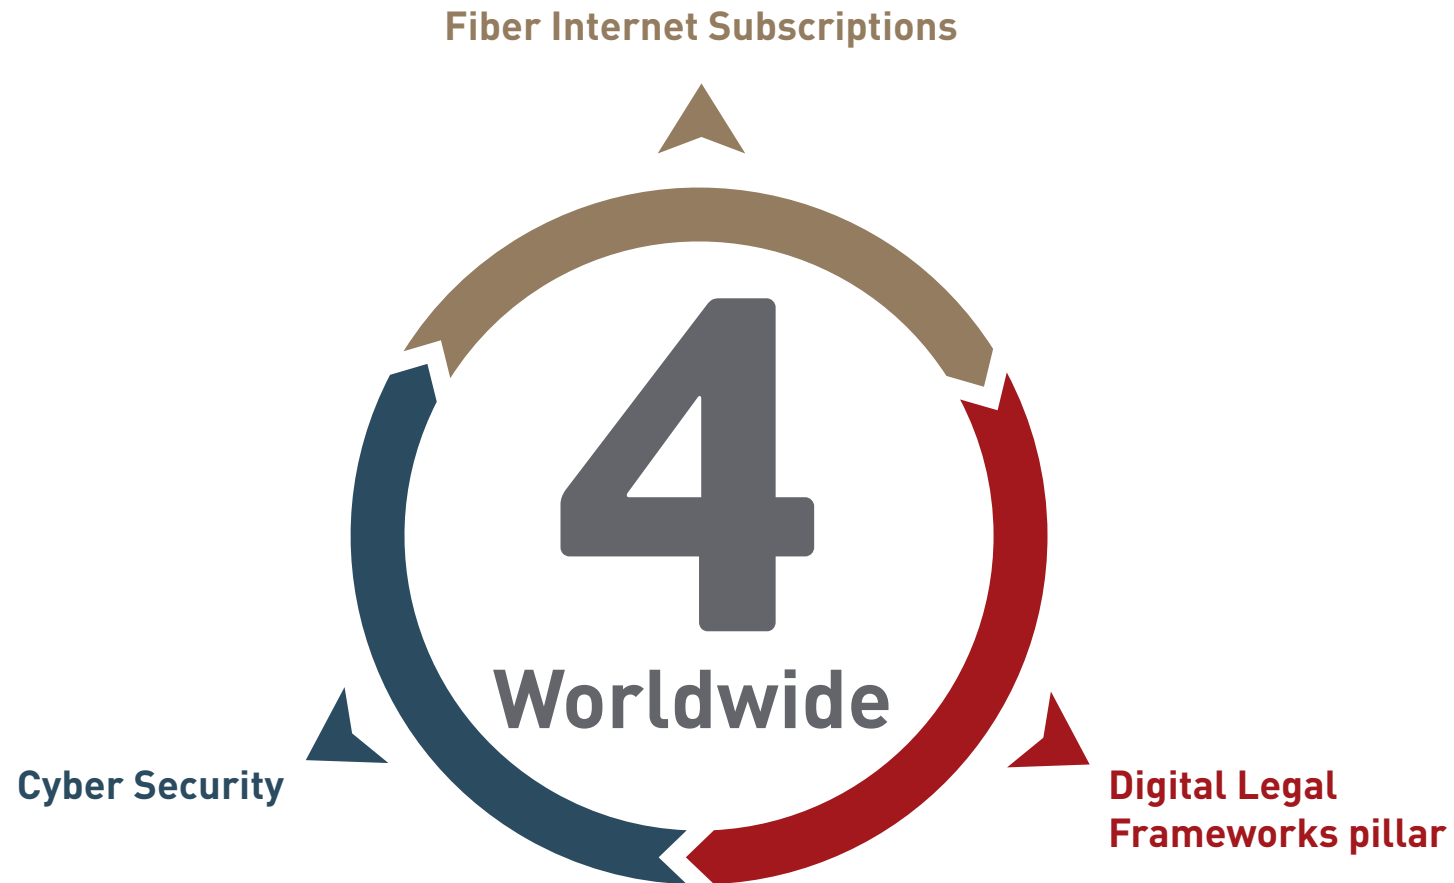 Fiber Internet Subscriptions
4
Worldwide
Cyber Security
Digital Legal
Frameworks pillar